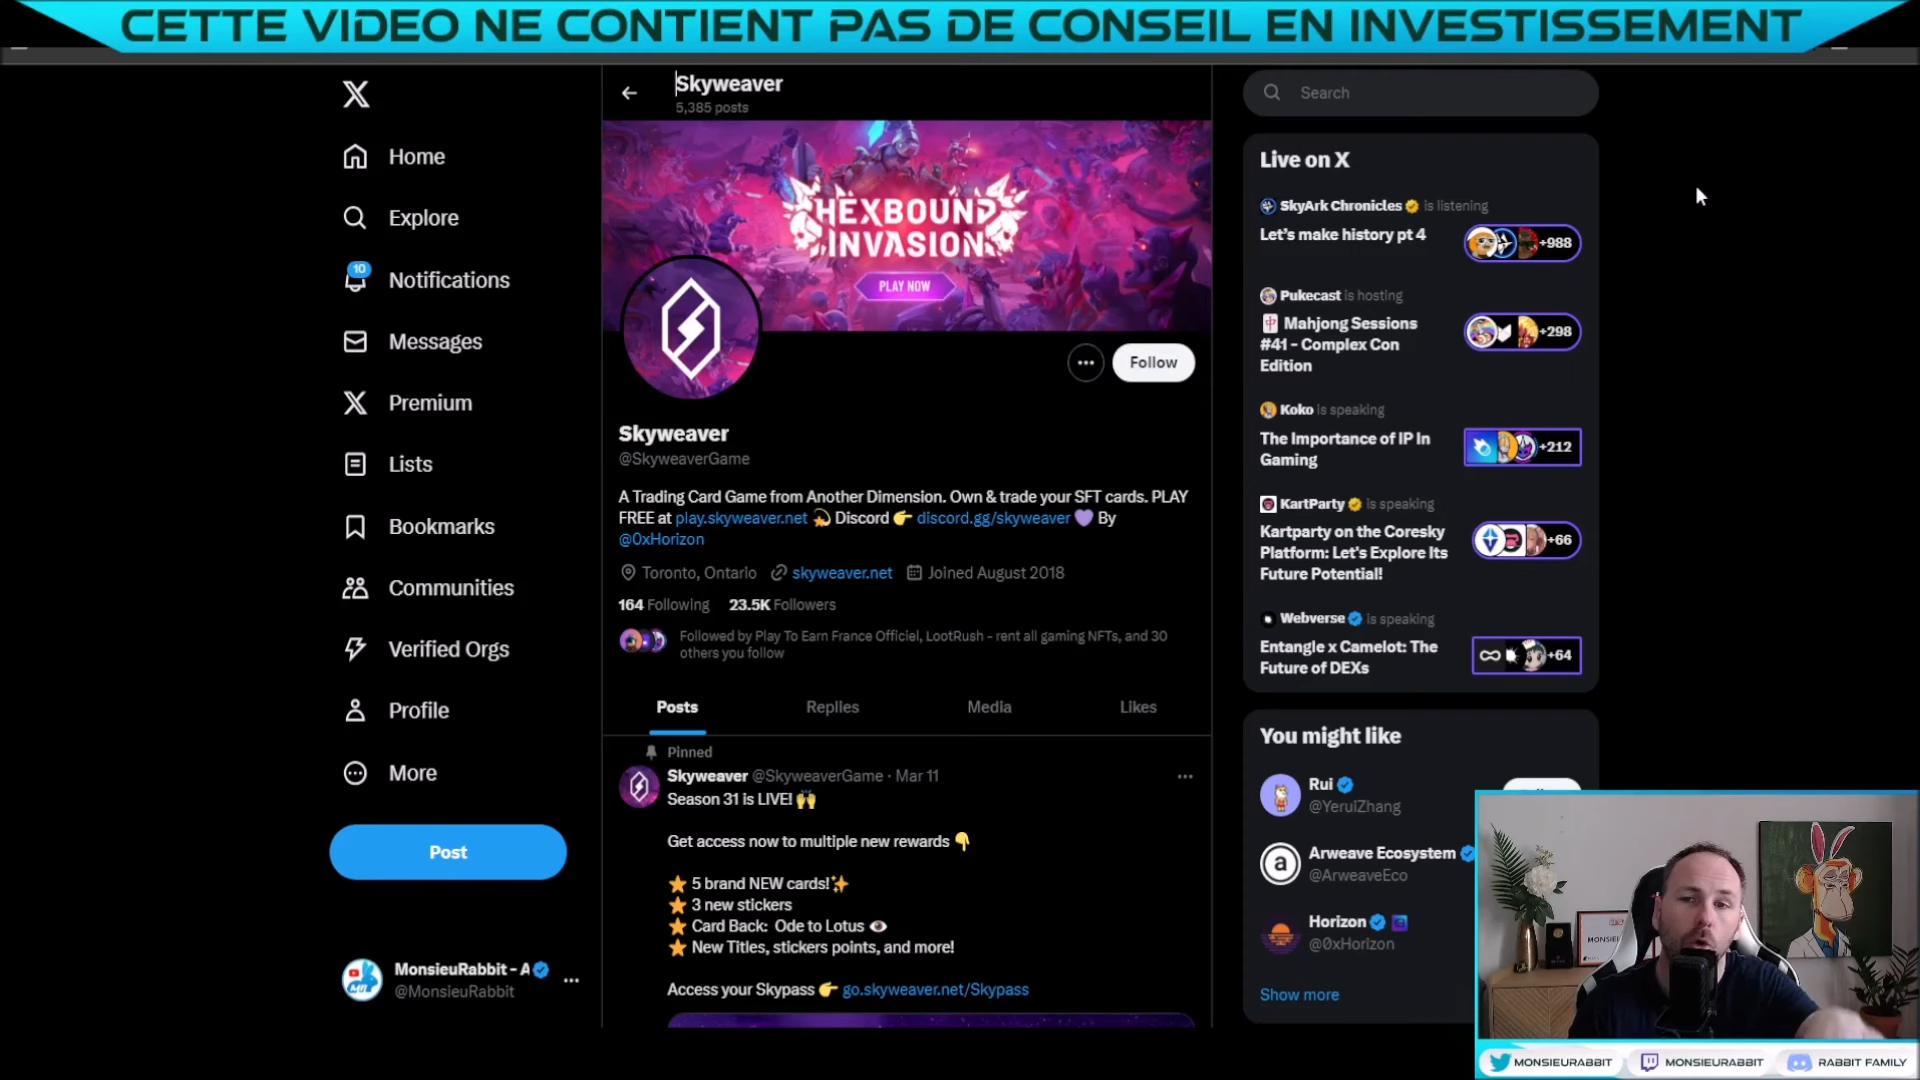 CETTE VIDEO NE CONTIENT PAS DE CONSEIL EN INVESTISSEMENT
Home
Explore
10
Notifications
Messages
Premium
Lists
Bookmarks
Communities
Verified Orgs
Profile
More
Post
MonsieuRabbit - A
@MonsieuRabbit
Skyweaver
5,385 posts
HEXBOUND
INVASION
PLAY NOW
Follow
Skyweaver
@SkyweaverGame
A Trading Card Game from Another Dimension. Own & trade your SFT cards. PLAY
FREE at play.skyweaver.net 💫 Discord 👉 discord.gg/skyweaver 💜 By
@0xHorizon
Toronto, Ontario skyweaver.net Joined August 2018
164 Following 23.5K Followers
Followed by Play To Earn France Officiel, LootRush - rent all gaming NFTs, and 30
others you follow
Posts Replies Media Likes
Pinned
Skyweaver @SkyweaverGame · Mar 11
Season 31 is LIVE! 🙌
Get access now to multiple new rewards 👇
⭐ 5 brand NEW cards!✨
⭐ 3 new stickers
⭐ Card Back: Ode to Lotus 👁
⭐ New Titles, stickers points, and more!
Access your Skypass 👉 go.skyweaver.net/Skypass
Search
Live on X
SkyArk Chronicles is listening
Let's make history pt 4
+988
Pukecast is hosting
🀄 Mahjong Sessions
#41 - Complex Con
Edition
+298
Koko is speaking
The Importance of IP In
Gaming
+212
KartParty is speaking
Kartparty on the Coresky
Platform: Let's Explore Its
Future Potential!
+66
Webverse is speaking
Entangle x Camelot: The
Future of DEXs
+64
You might like
Rui
@YeruiZhang
Arweave Ecosystem
@ArweaveEco
Horizon
@0xHorizon
Show more
MONSIEURABBIT MONSIEURABBIT RABBIT FAMILY